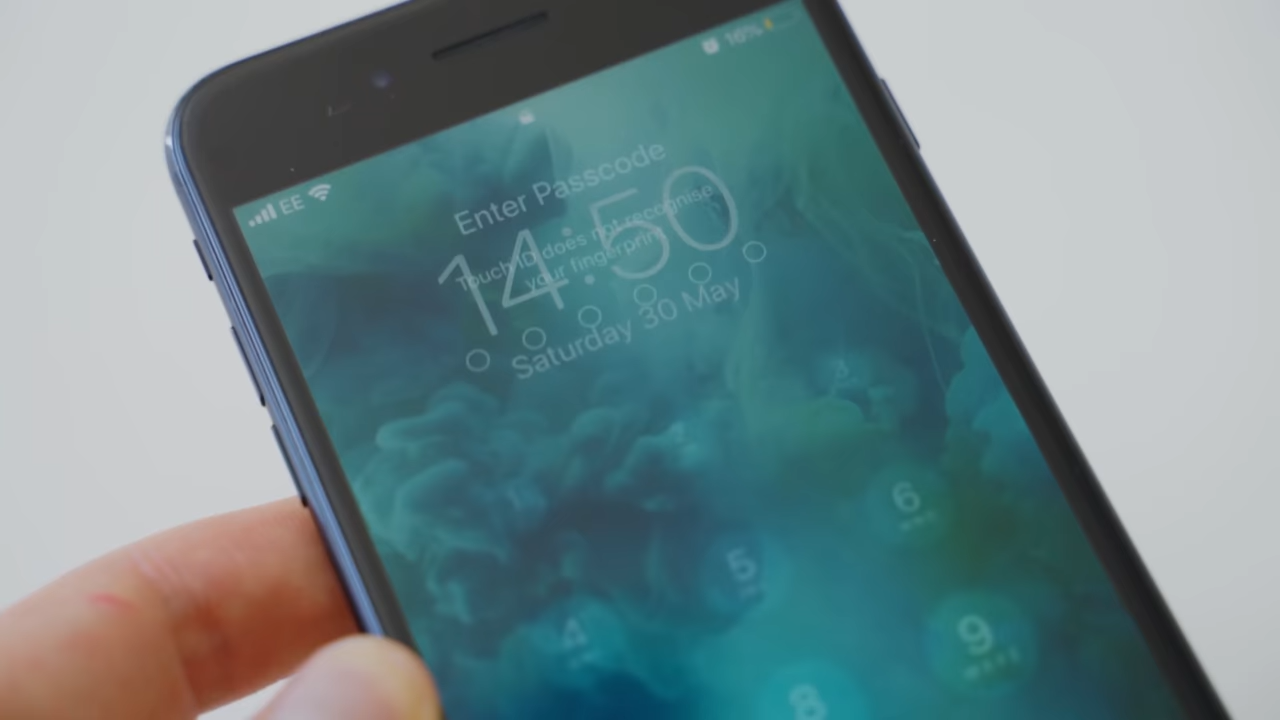 EE
16%
Enter Passcode
14:50
Touch ID does not recognise
your fingerprint
Saturday 30 May
3
6
5
4
9
8